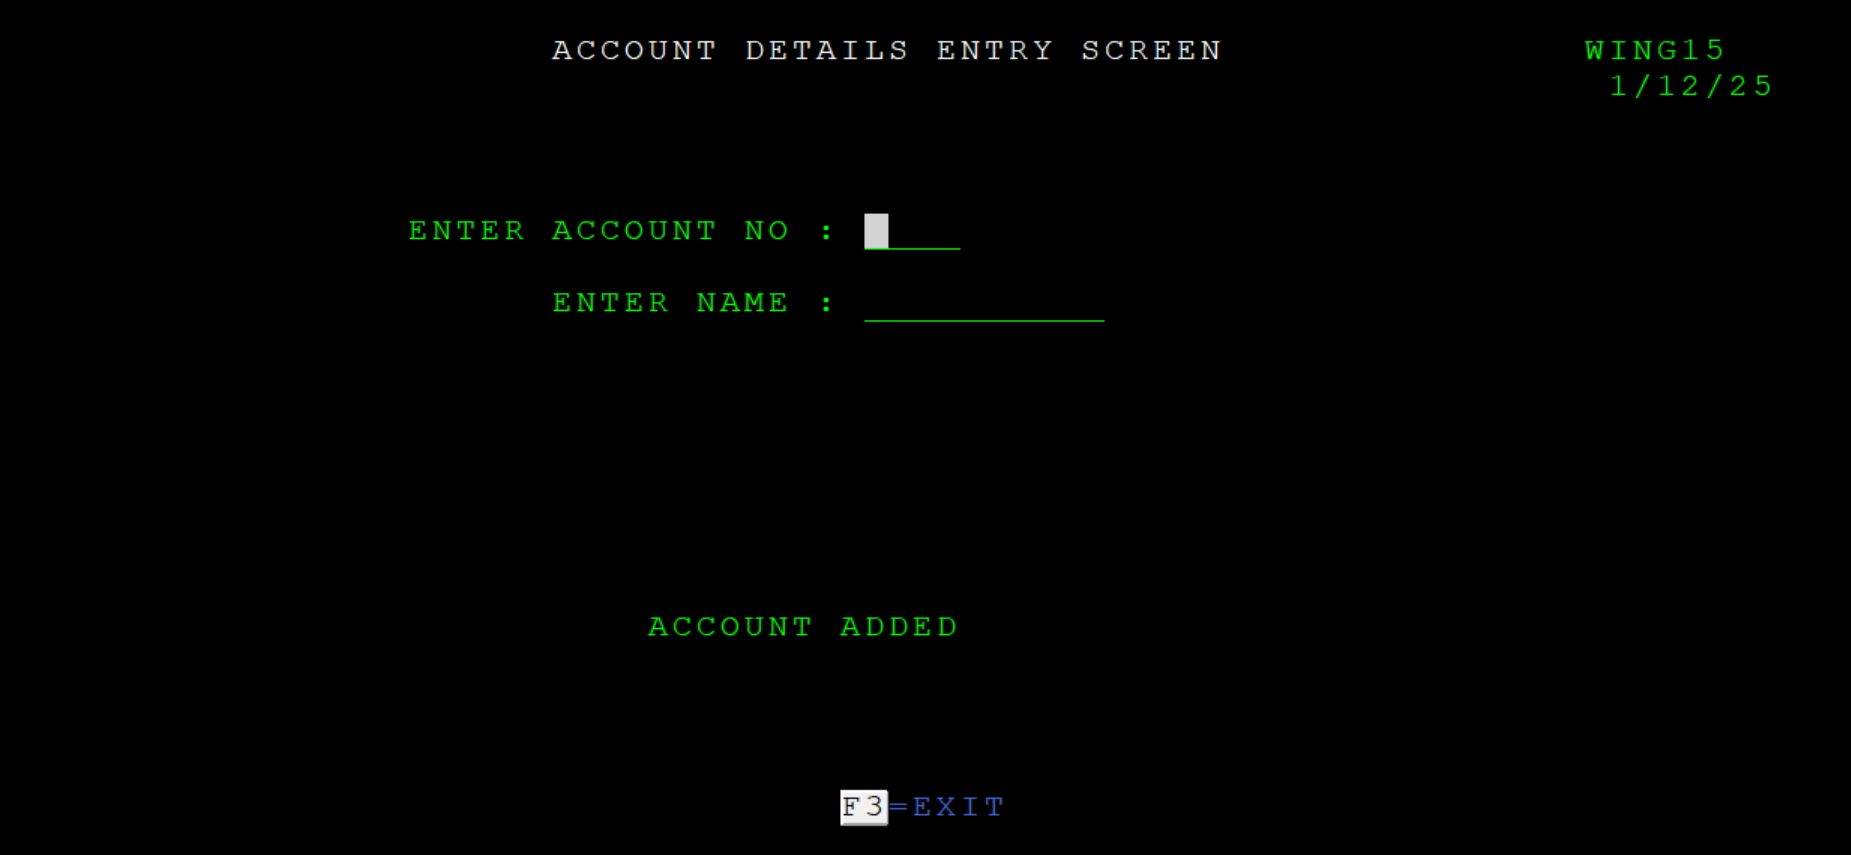 ACCOUNT DETAILS ENTRY SCREEN WING15
1/12/25
ENTER ACCOUNT NO :
ENTER NAME :
ACCOUNT ADDED
F3=EXIT